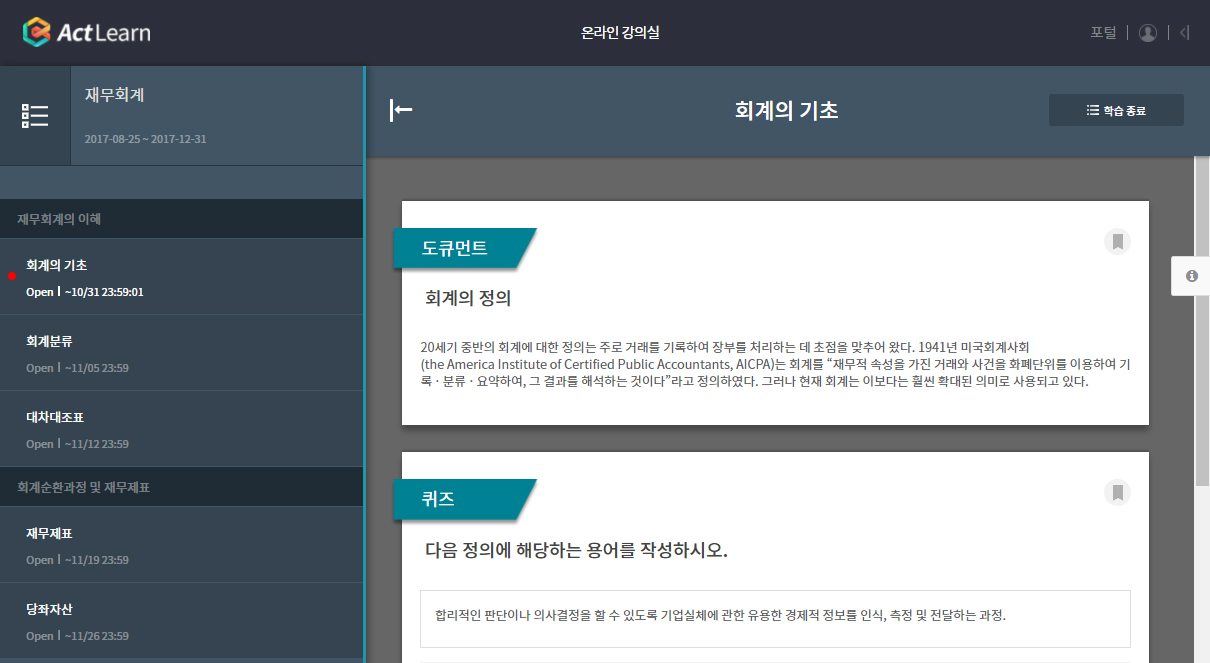 ActLearn
온라인 강의실
포털
재무회계
2017-08-25 ~ 2017-12-31
재무회계의 이해
회계의 기초
Open | ~10/31 23:59:01
회계분류
Open | ~11/05 23:59
대차대조표
Open | ~11/12 23:59
회계순환과정 및 재무제표
재무제표
Open | ~11/19 23:59
당좌자산
Open | ~11/26 23:59
회계의 기초
학습 종료
도큐먼트
회계의 정의
20세기 중반의 회계에 대한 정의는 주로 거래를 기록하여 장부를 처리하는 데 초점을 맞추어 왔다. 1941년 미국회계사회
(the America Institute of Certified Public Accountants, AICPA)는 회계를 “재무적 속성을 가진 거래와 사건을 화폐단위를 이용하여 기
록 · 분류 · 요약하여, 그 결과를 해석하는 것이다”라고 정의하였다. 그러나 현재 회계는 이보다는 훨씬 확대된 의미로 사용되고 있다.
퀴즈
다음 정의에 해당하는 용어를 작성하시오.
합리적인 판단이나 의사결정을 할 수 있도록 기업실체에 관한 유용한 경제적 정보를 인식, 측정 및 전달하는 과정.